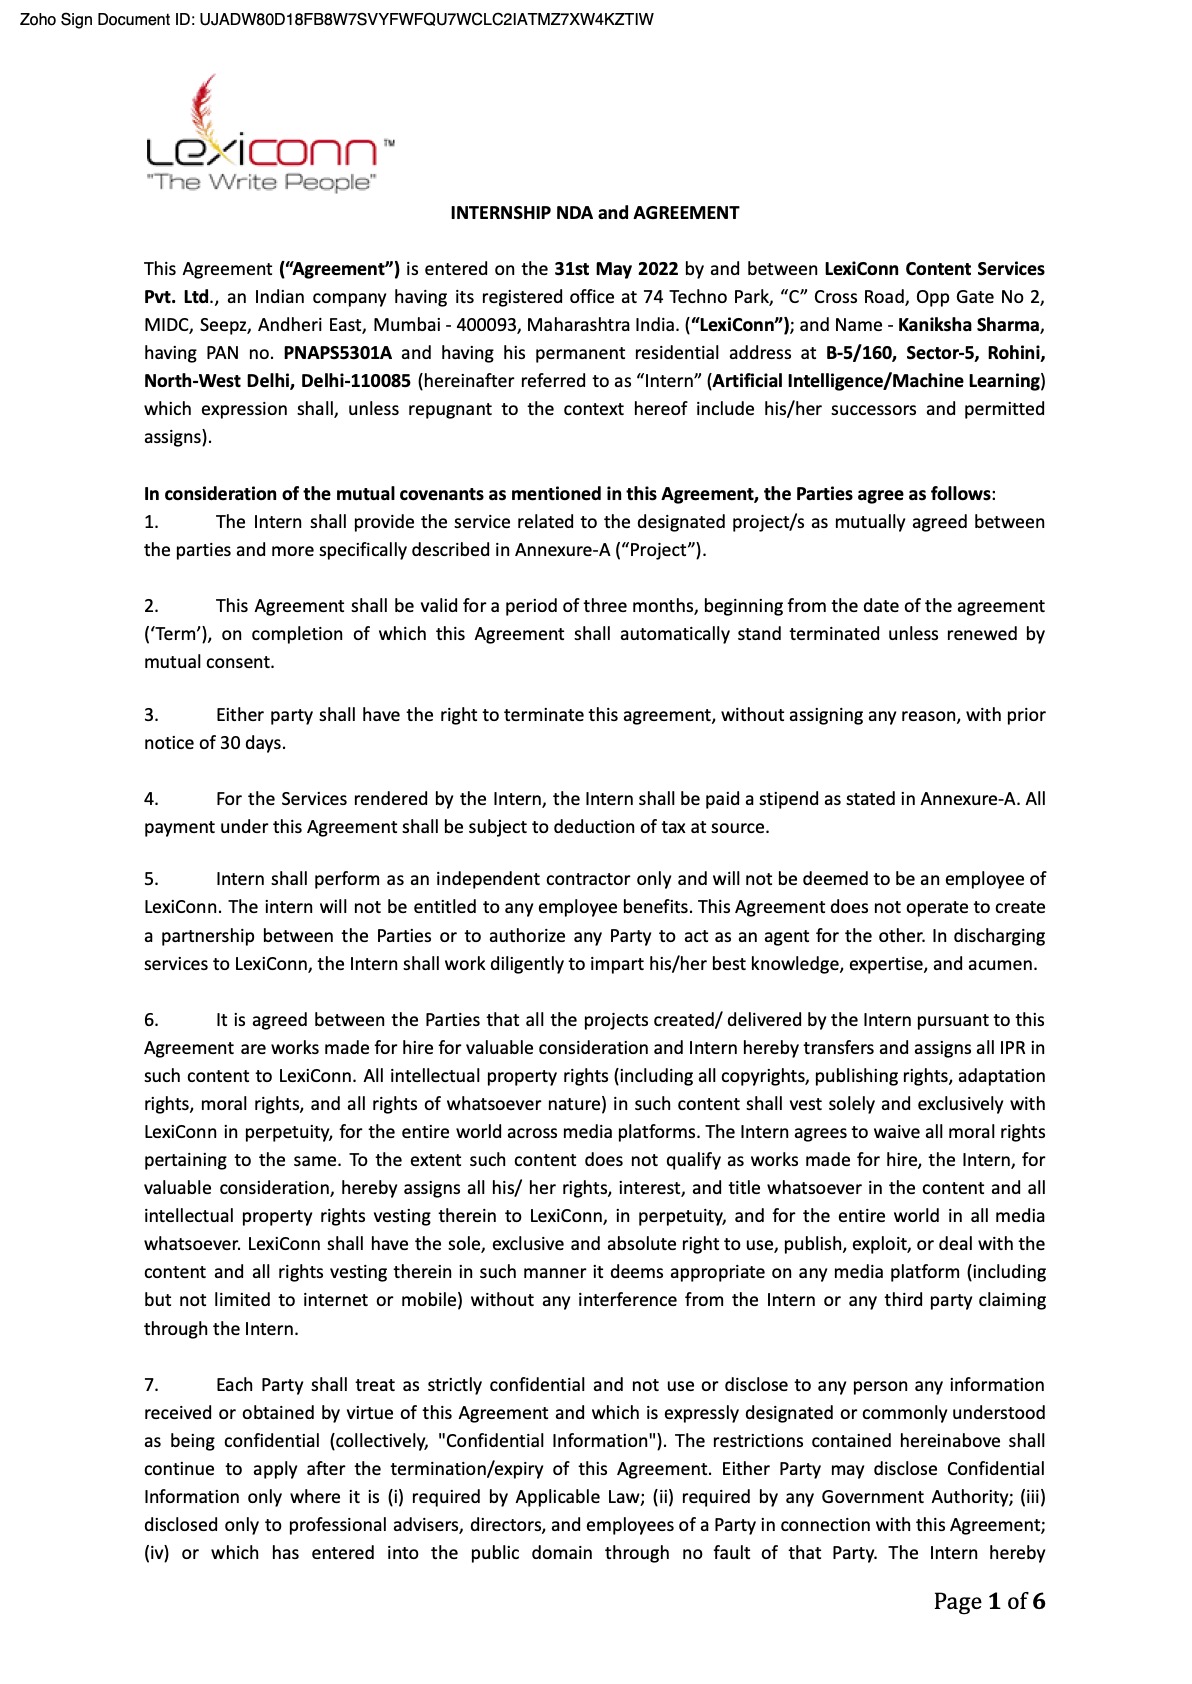 Zoho Sign Document ID: UJADW80D18FB8W7SVYFWFQU7WCLC2IATMZ7XW4KZTIW
Lexiconn ™
"The Write People"
INTERNSHIP NDA and AGREEMENT
This Agreement (“Agreement”) is entered on the 31st May 2022 by and between LexiConn Content Services
Pvt. Ltd., an Indian company having its registered office at 74 Techno Park, “C” Cross Road, Opp Gate No 2,
MIDC, Seepz, Andheri East, Mumbai - 400093, Maharashtra India. (“LexiConn”); and Name - Kaniksha Sharma,
having PAN no. PNAPS5301A and having his permanent residential address at B-5/160, Sector-5, Rohini,
North-West Delhi, Delhi-110085 (hereinafter referred to as “Intern” (Artificial Intelligence/Machine Learning)
which expression shall, unless repugnant to the context hereof include his/her successors and permitted
assigns).
In consideration of the mutual covenants as mentioned in this Agreement, the Parties agree as follows:
1. The Intern shall provide the service related to the designated project/s as mutually agreed between
the parties and more specifically described in Annexure-A (“Project”).
2. This Agreement shall be valid for a period of three months, beginning from the date of the agreement
(‘Term’), on completion of which this Agreement shall automatically stand terminated unless renewed by
mutual consent.
3. Either party shall have the right to terminate this agreement, without assigning any reason, with prior
notice of 30 days.
4. For the Services rendered by the Intern, the Intern shall be paid a stipend as stated in Annexure-A. All
payment under this Agreement shall be subject to deduction of tax at source.
5. Intern shall perform as an independent contractor only and will not be deemed to be an employee of
LexiConn. The intern will not be entitled to any employee benefits. This Agreement does not operate to create
a partnership between the Parties or to authorize any Party to act as an agent for the other. In discharging
services to LexiConn, the Intern shall work diligently to impart his/her best knowledge, expertise, and acumen.
6. It is agreed between the Parties that all the projects created/ delivered by the Intern pursuant to this
Agreement are works made for hire for valuable consideration and Intern hereby transfers and assigns all IPR in
such content to LexiConn. All intellectual property rights (including all copyrights, publishing rights, adaptation
rights, moral rights, and all rights of whatsoever nature) in such content shall vest solely and exclusively with
LexiConn in perpetuity, for the entire world across media platforms. The Intern agrees to waive all moral rights
pertaining to the same. To the extent such content does not qualify as works made for hire, the Intern, for
valuable consideration, hereby assigns all his/ her rights, interest, and title whatsoever in the content and all
intellectual property rights vesting therein to LexiConn, in perpetuity, and for the entire world in all media
whatsoever. LexiConn shall have the sole, exclusive and absolute right to use, publish, exploit, or deal with the
content and all rights vesting therein in such manner it deems appropriate on any media platform (including
but not limited to internet or mobile) without any interference from the Intern or any third party claiming
through the Intern.
7. Each Party shall treat as strictly confidential and not use or disclose to any person any information
received or obtained by virtue of this Agreement and which is expressly designated or commonly understood
as being confidential (collectively, "Confidential Information"). The restrictions contained hereinabove shall
continue to apply after the termination/expiry of this Agreement. Either Party may disclose Confidential
Information only where it is (i) required by Applicable Law; (ii) required by any Government Authority; (iii)
disclosed only to professional advisers, directors, and employees of a Party in connection with this Agreement;
(iv) or which has entered into the public domain through no fault of that Party. The Intern hereby
Page 1 of 6